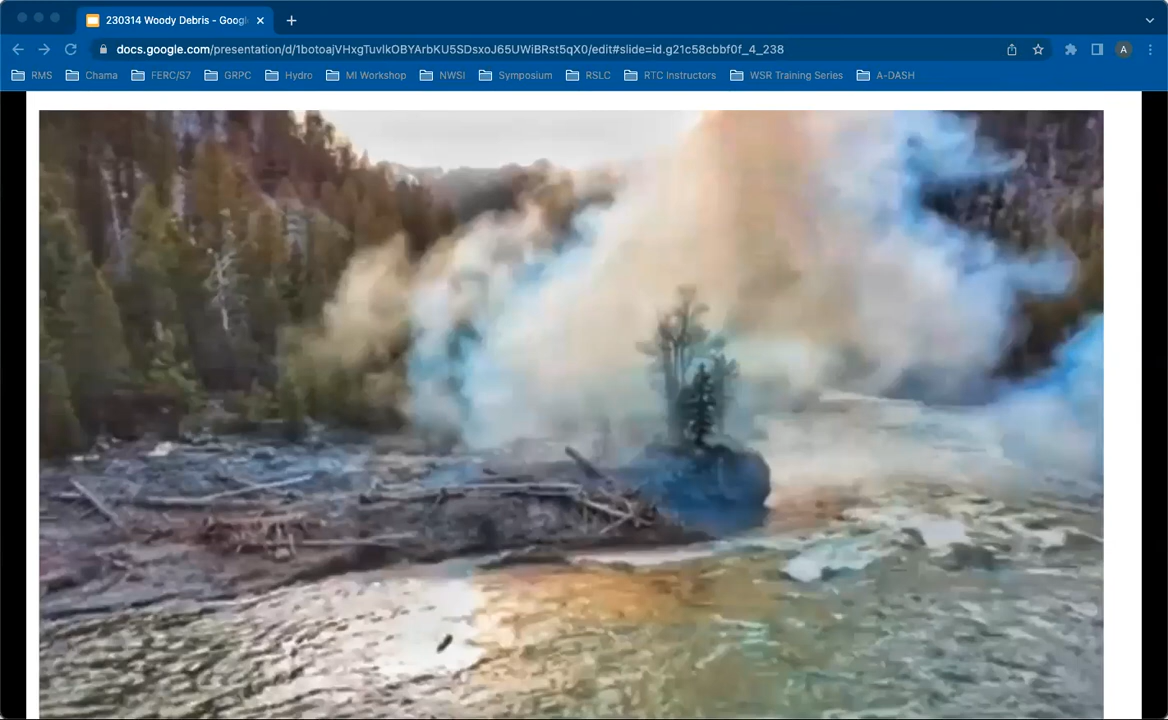 230314 Woody Debris - Googl
docs.google.com/presentation/d/1botoajVHxgTuvlkOBYArbKU5SDsxoJ65UWiBRst5qX0/edit#slide=id.g21c58cbbf0f_4_238
A
RMS Chama FERC/S7 GRPC Hydro MI Workshop NWSI Symposium RSLC RTC Instructors WSR Training Series A-DASH